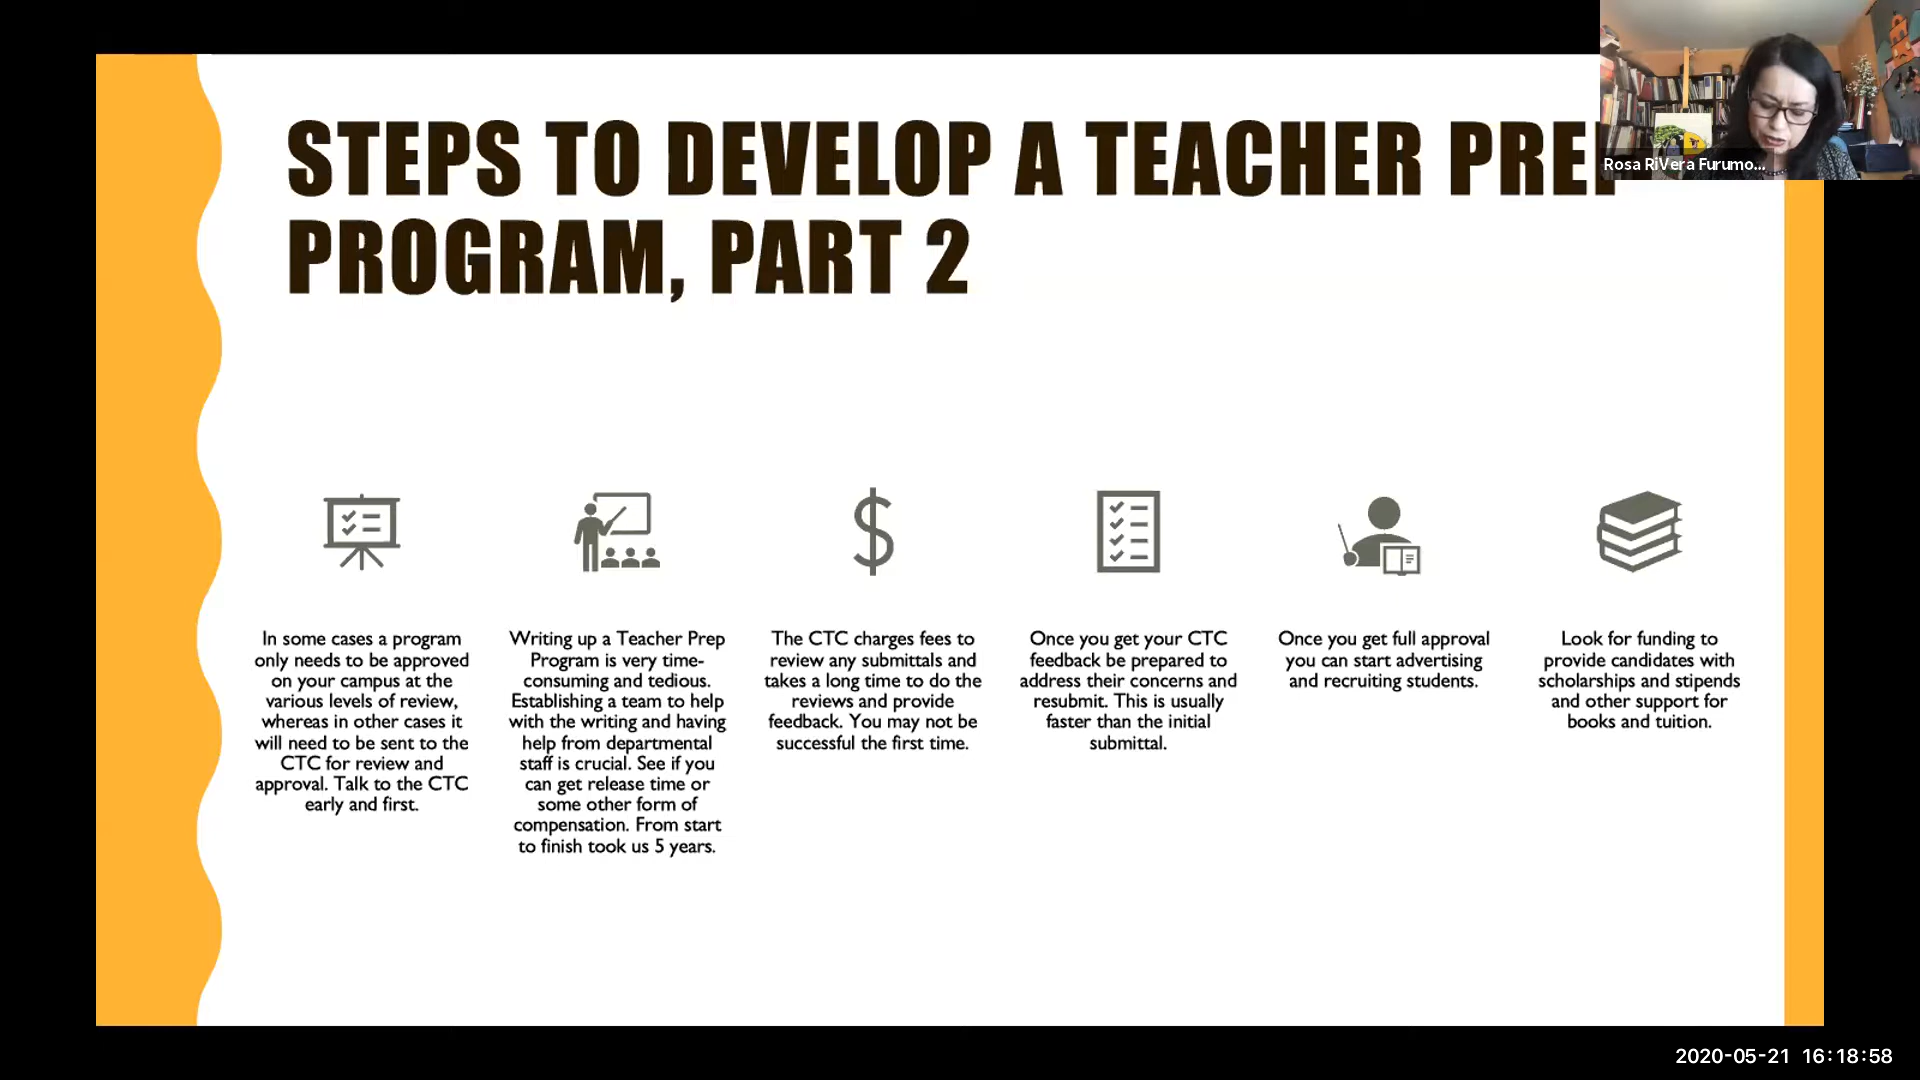 STEPS TO DEVELOP A TEACHER PREP
PROGRAM, PART 2
Rosa RiVera Furumo...
In some cases a program
only needs to be approved
on your campus at the
various levels of review,
whereas in other cases it
will need to be sent to the
CTC for review and
approval. Talk to the CTC
early and first.
Writing up a Teacher Prep
Program is very time-
consuming and tedious.
Establishing a team to help
with the writing and having
help from departmental
staff is crucial. See if you
can get release time or
some other form of
compensation. From start
to finish took us 5 years.
The CTC charges fees to
review any submittals and
takes a long time to do the
reviews and provide
feedback. You may not be
successful the first time.
Once you get your CTC
feedback be prepared to
address their concerns and
resubmit. This is usually
faster than the initial
submittal.
Once you get full approval
you can start advertising
and recruiting students.
Look for funding to
provide candidates with
scholarships and stipends
and other support for
books and tuition.
2020-05-21 16:18:58